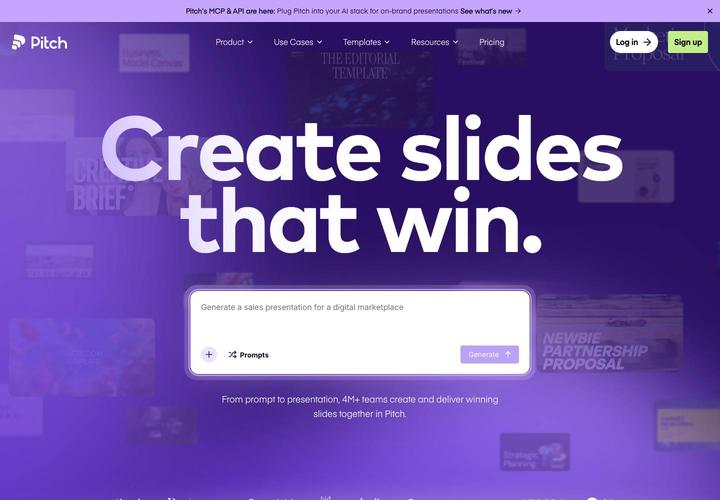 Pitch's MCP & API are here: Plug Pitch into your AI stack for on-brand presentations See what's new →
Pitch
Product
Use Cases
Templates
Resources
Pricing
Log in →
Sign up
Business
Model Canvas
THE EDITORIAL
TEMPLATE
Film
Festival
Proposal
CREATIVE
BRIEF
Create slides
that win.
Generate a sales presentation for a digital marketplace
Prompts
Generate
NEWBIE
PARTNERSHIP
PROPOSAL
From prompt to presentation, 4M+ teams create and deliver winning
slides together in Pitch.
Strategic
Planning